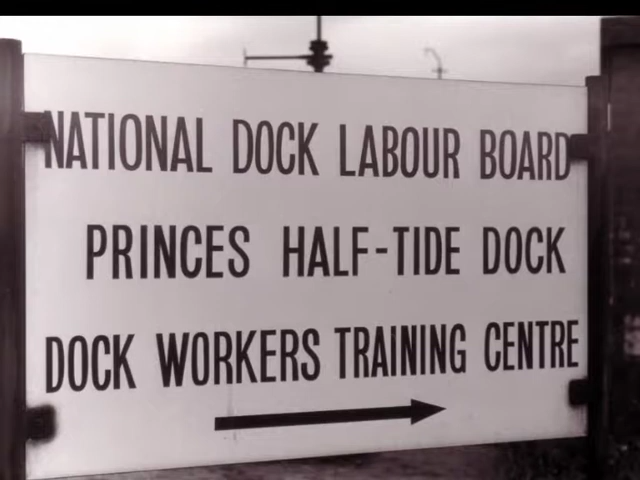 NATIONAL DOCK LABOUR BOARD
PRINCES HALF-TIDE DOCK
DOCK WORKERS TRAINING CENTRE